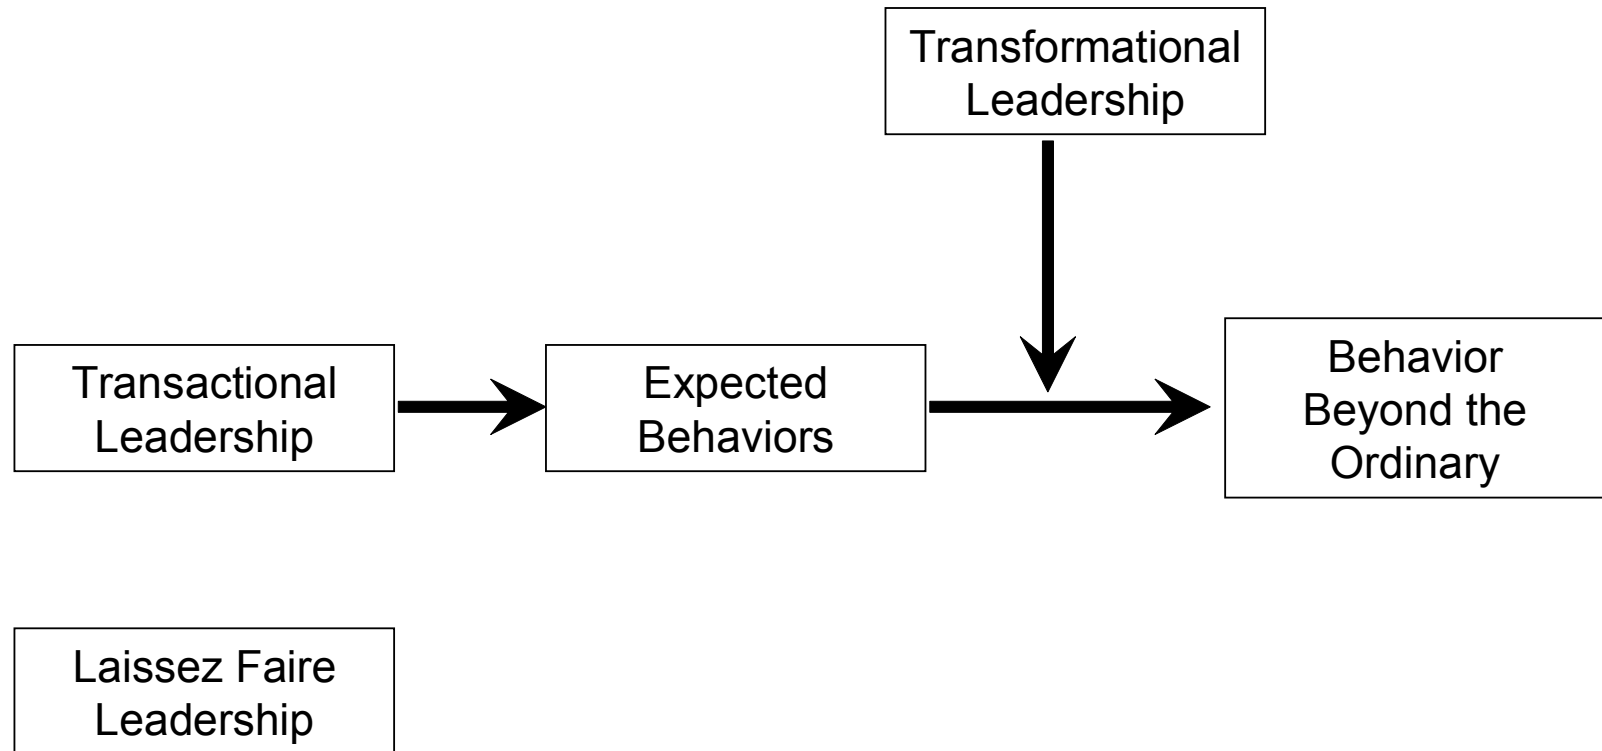 Transformational
Leadership
Transactional
Leadership
Expected
Behaviors
Behavior
Beyond the
Ordinary
Laissez Faire
Leadership